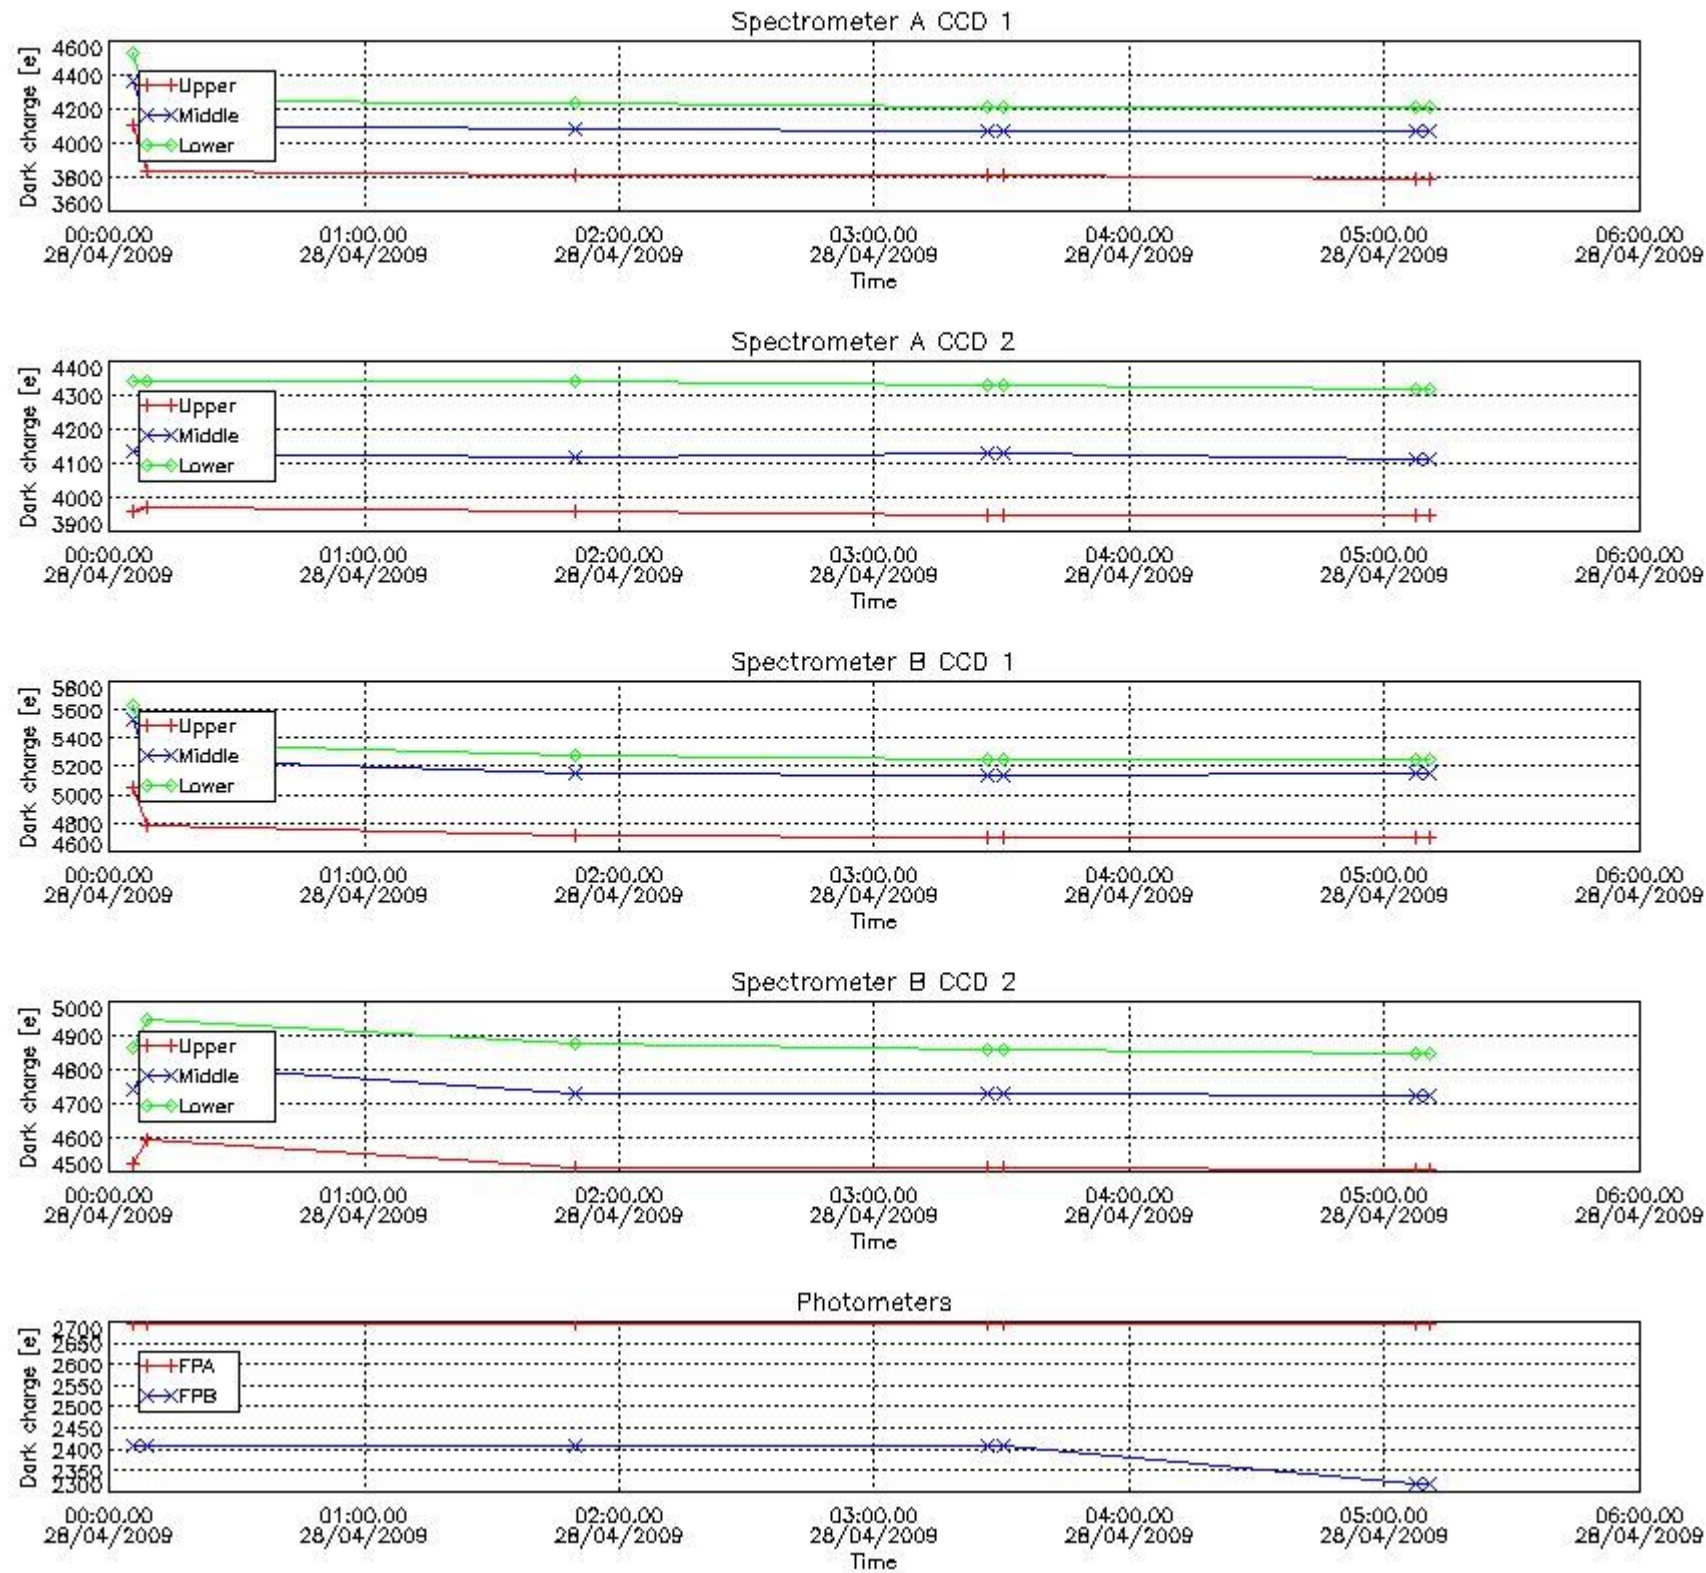 Spectrometer A CCD 1
Dark charge [e]
4600
4400
4200
4000
3800
3600
Upper
Middle
Lower
00:00.00 01:00.00 02:00.00 03:00.00 04:00.00 05:00.00 06:00.00
28/04/2009 28/04/2009 28/04/2009 28/04/2009 28/04/2009 28/04/2009 28/04/2009
Time
Spectrometer A CCD 2
Dark charge [e]
4400
4300
4200
4100
4000
3900
Upper
Middle
Lower
00:00.00 01:00.00 02:00.00 03:00.00 04:00.00 05:00.00 06:00.00
28/04/2009 28/04/2009 28/04/2009 28/04/2009 28/04/2009 28/04/2009 28/04/2009
Time
Spectrometer B CCD 1
Dark charge [e]
5800
5600
5400
5200
5000
4800
4600
Upper
Middle
Lower
00:00.00 01:00.00 02:00.00 03:00.00 04:00.00 05:00.00 06:00.00
28/04/2009 28/04/2009 28/04/2009 28/04/2009 28/04/2009 28/04/2009 28/04/2009
Time
Spectrometer B CCD 2
Dark charge [e]
5000
4900
4800
4700
4600
4500
Upper
Middle
Lower
00:00.00 01:00.00 02:00.00 03:00.00 04:00.00 05:00.00 06:00.00
28/04/2009 28/04/2009 28/04/2009 28/04/2009 28/04/2009 28/04/2009 28/04/2009
Time
Photometers
Dark charge [e]
2700
2650
2600
2550
2500
2450
2400
2350
2300
FPA
FPB
00:00.00 01:00.00 02:00.00 03:00.00 04:00.00 05:00.00 06:00.00
28/04/2009 28/04/2009 28/04/2009 28/04/2009 28/04/2009 28/04/2009 28/04/2009
Time